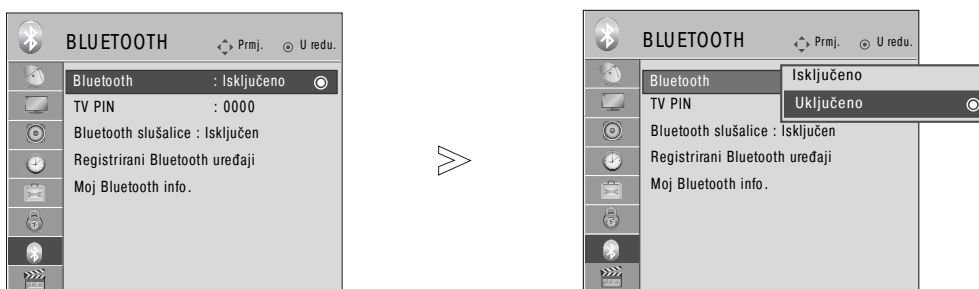 BLUETOOTH Prmj. U redu.
Bluetooth : Isključeno
TV PIN : 0000
Bluetooth slušalice : Isključen
Registrirani Bluetooth uređaji
Moj Bluetooth info.
BLUETOOTH Prmj. U redu.
Bluetooth
Isključeno
Uključeno
TV PIN
Bluetooth slušalice : Isključen
Registrirani Bluetooth uređaji
Moj Bluetooth info.